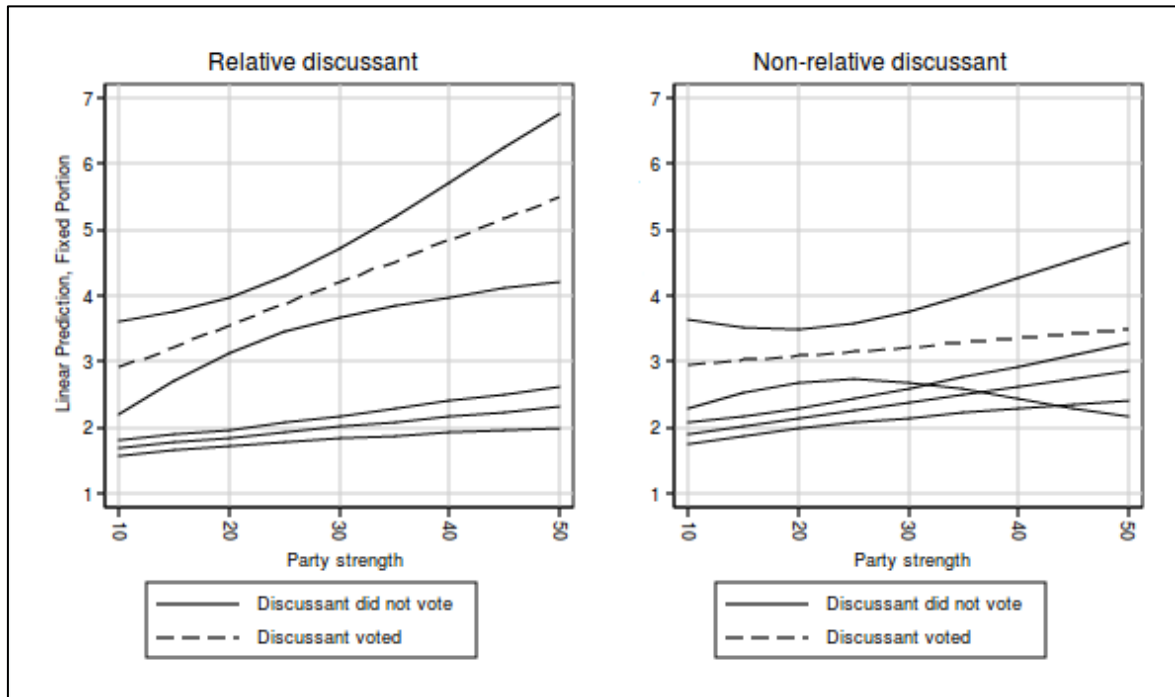 Relative discussant
Linear Prediction, Fixed Portion
7
6
5
4
3
2
1
10
20
30
40
50
Party strength
Discussant did not vote
Discussant voted
Non-relative discussant
7
6
5
4
3
2
1
10
20
30
40
50
Party strength
Discussant did not vote
Discussant voted